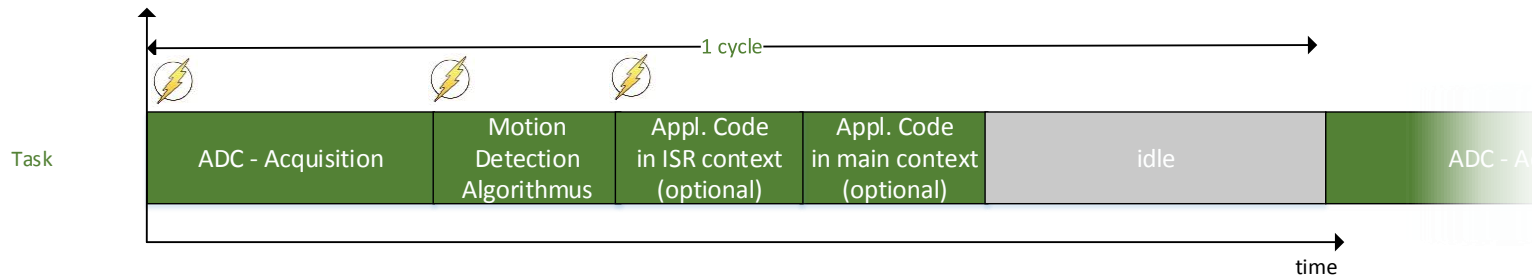 1 cycle
Task
ADC - Acquisition
Motion
Detection
Algorithmus
Appl. Code
in ISR context
(optional)
Appl. Code
in main context
(optional)
idle
ADC - A
time